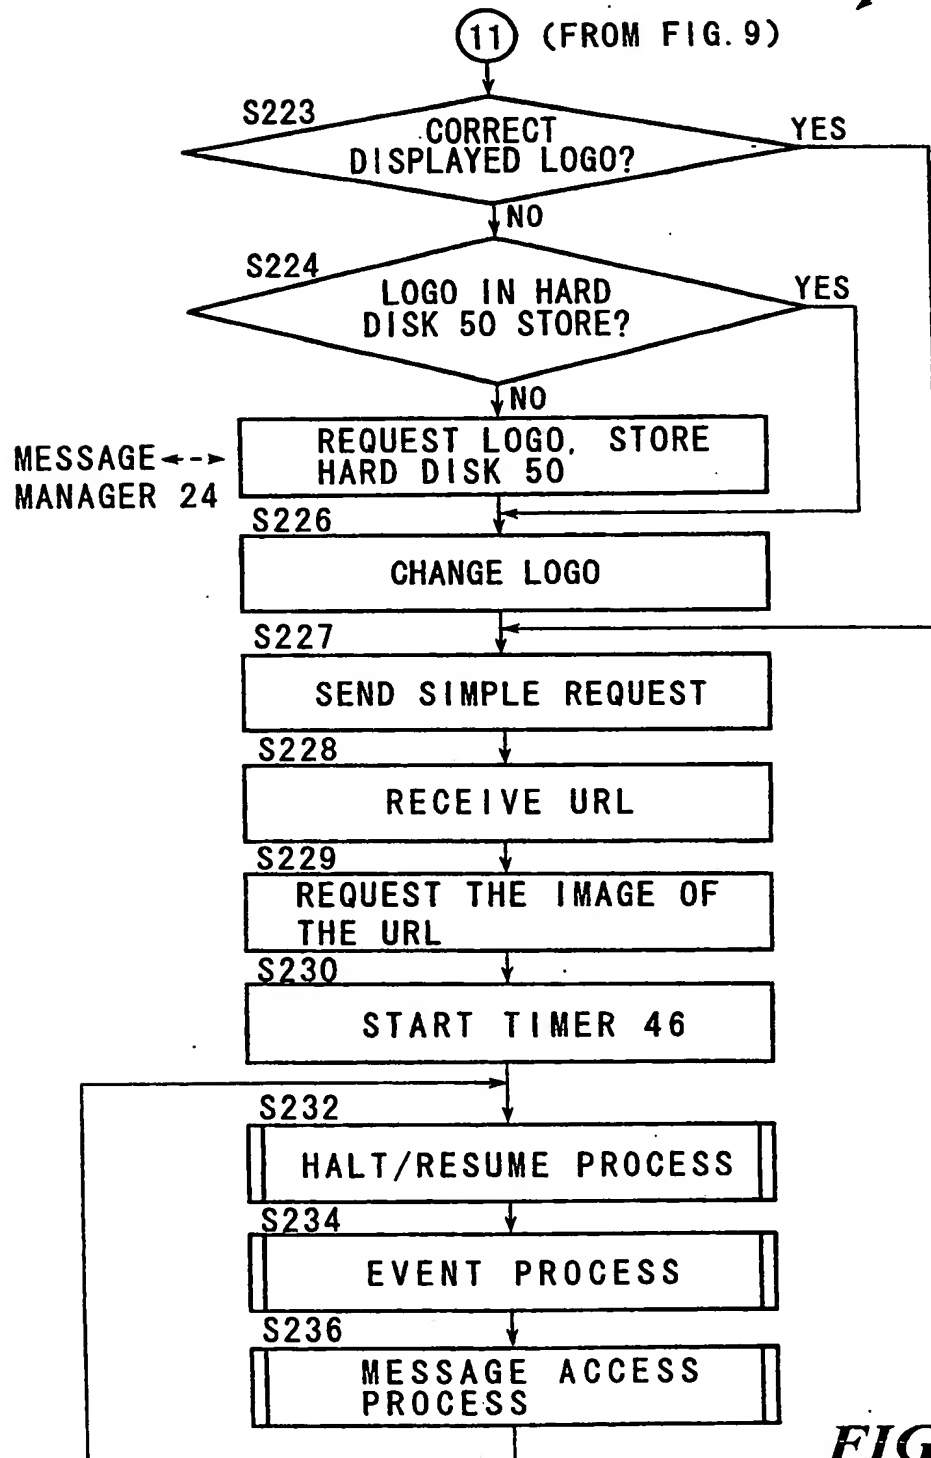 11 (FROM FIG. 9)
S223
CORRECT
DISPLAYED LOGO?
YES
NO
S224
LOGO IN HARD
DISK 50 STORE?
YES
NO
REQUEST LOGO, STORE
HARD DISK 50
MESSAGE
MANAGER 24
S226
CHANGE LOGO
S227
SEND SIMPLE REQUEST
S228
RECEIVE URL
S229
REQUEST THE IMAGE OF
THE URL
S230
START TIMER 46
S232
HALT/RESUME PROCESS
S234
EVENT PROCESS
S236
MESSAGE ACCESS
PROCESS
FIG